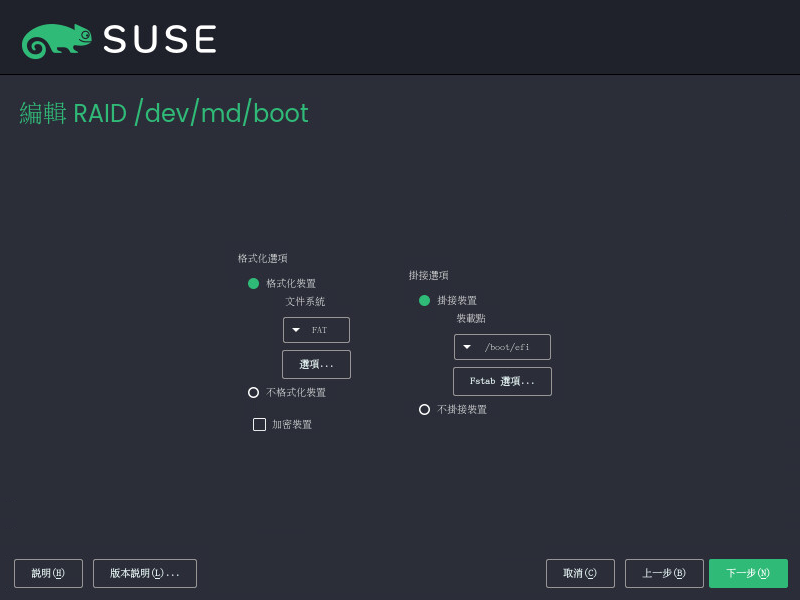 SUSE
編輯 RAID /dev/md/boot
格式化選項
格式化裝置
文件系統
FAT
選項...
不格式化裝置
加密裝置
掛接選項
掛接裝置
裝載點
/boot/efi
Fstab 選項...
不掛接裝置
說明(H)
版本說明(L)...
取消(C)
上一步(B)
下一步(N)